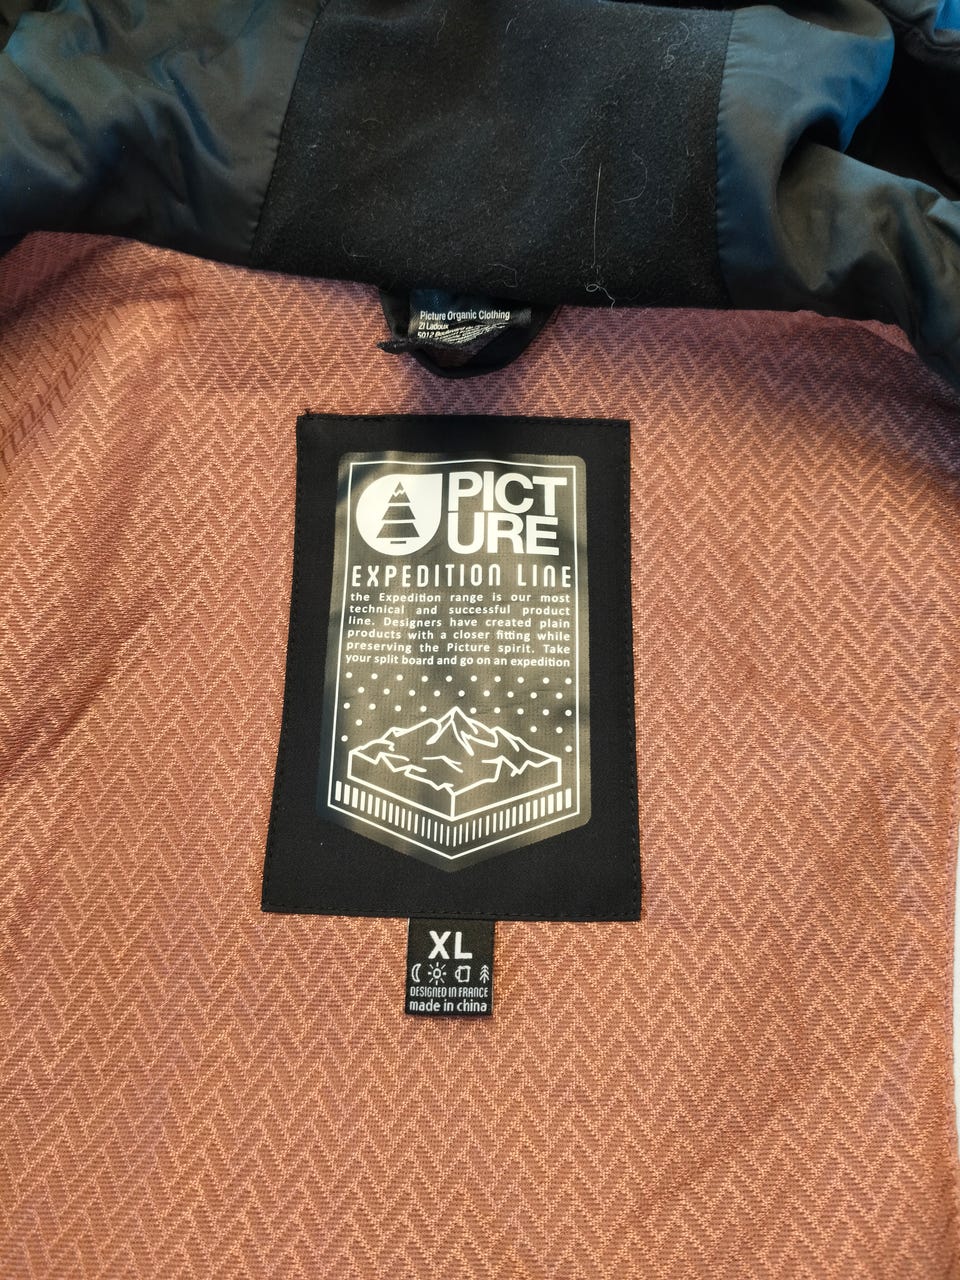 Picture Organic Clothing
ZI Ladoux
PICT
URE
EXPEDITION LINE
the Expedition range is our most
technical and successful product
line. Designers have created plain
products with a closer fitting while
preserving the Picture spirit. Take
your split board and go on an expedition
XL
DESIGNED IN FRANCE
made in china